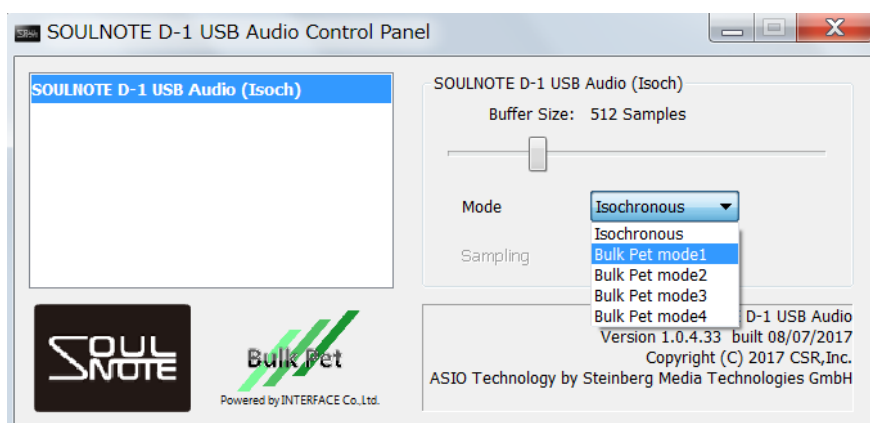 SOULNOTE D-1 USB Audio Control Panel
SOULNOTE D-1 USB Audio (Isoch)
SOULNOTE D-1 USB Audio (Isoch)
Buffer Size: 512 Samples
Mode
Isochronous
Isochronous
Bulk Pet mode1
Bulk Pet mode2
Bulk Pet mode3
Bulk Pet mode4
Sampling
SOUL
NOTE
Bulk Pet
Powered by INTERFACE Co.,Ltd.
D-1 USB Audio
Version 1.0.4.33 built 08/07/2017
Copyright (C) 2017 CSR,Inc.
ASIO Technology by Steinberg Media Technologies GmbH